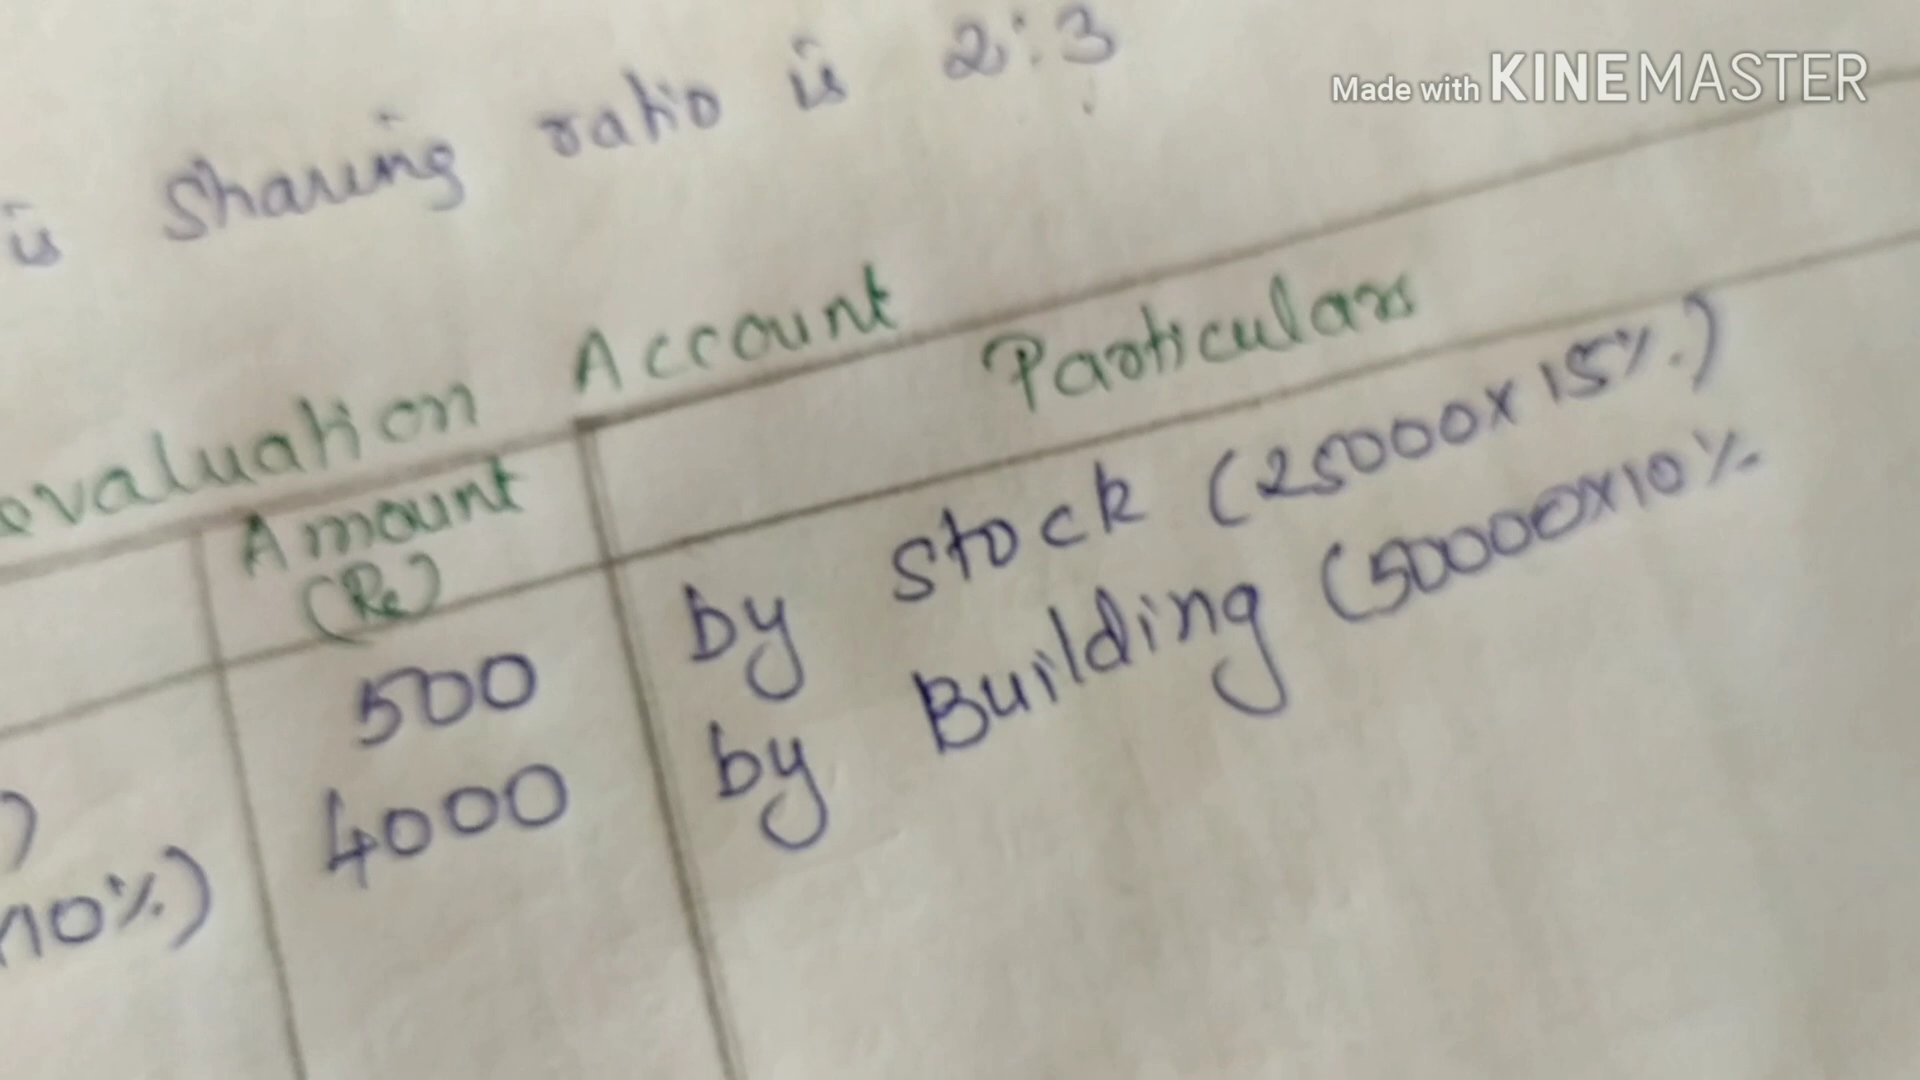 Made with KINEMASTER
is sharing ratio is 2:3
evaluation Account
Amount Particulars
(Rs)
500 by stock (25000x15%.)
4000 by Building (50000x10%.
)
10%.)